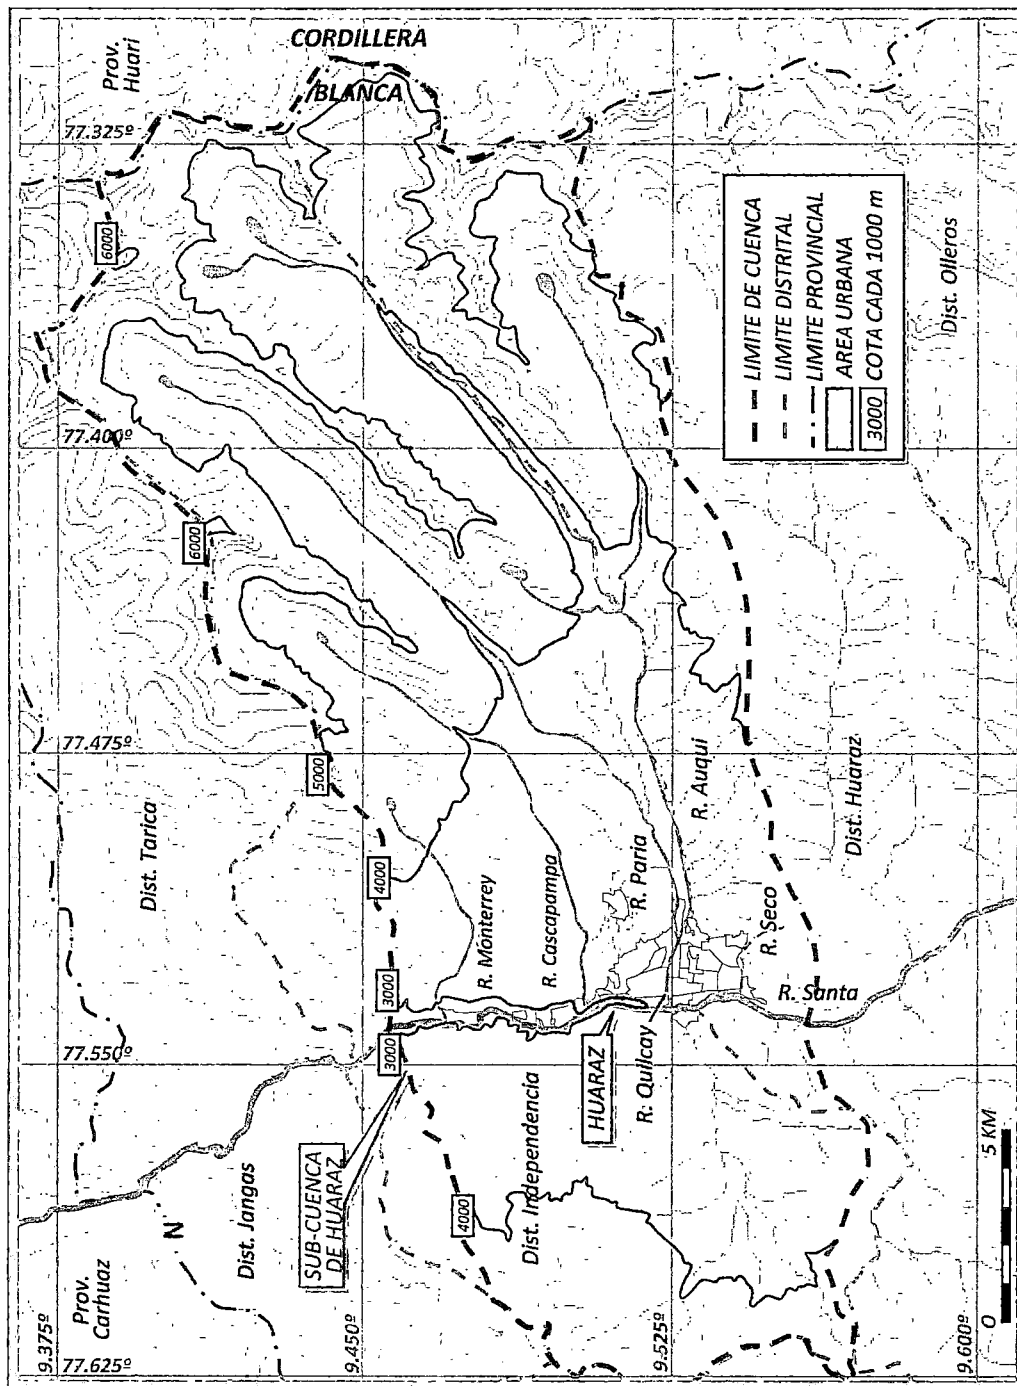 CORDILLERA
BLANCA
Prov.
Huari
77.325º
6000
77.400º
6000
77.475º
5000
Dist. Tarica
4000
R. Monterrey
R. Cascapampa
R. Paria
R. Auqui
R. Seco
Dist. Huaraz
Dist. Olleros
3000
3000
R. Santa
77.550º
HUARAZ
R: Quilcay
SUB-CUENCA
DE HUARAZ
Dist. Independencia
4000
Dist. Jangas
N
Prov.
Carhuaz
77.625º
9.375º
9.450º
9.525º
9.600º
0
5 KM
LIMITE DE CUENCA
LIMITE DISTRITAL
LIMITE PROVINCIAL
AREA URBANA
3000 COTA CADA 1000 m